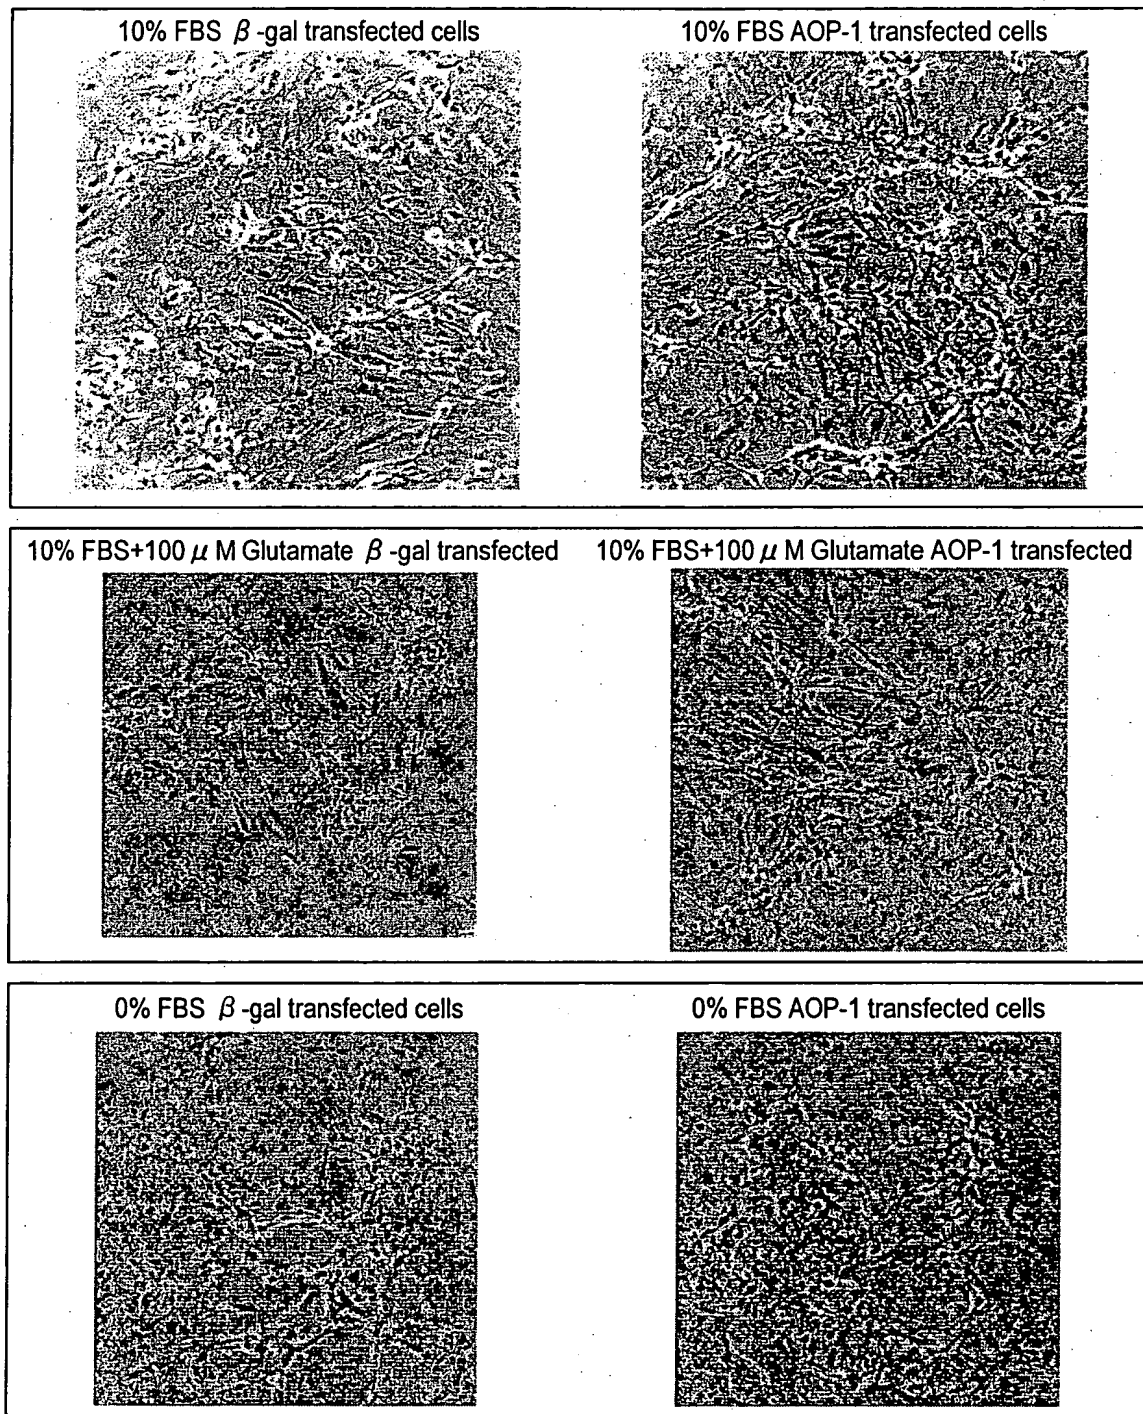 10% FBS β-gal transfected cells
10% FBS AOP-1 transfected cells
10% FBS+100 μ M Glutamate β-gal transfected
10% FBS+100 μ M Glutamate AOP-1 transfected
0% FBS β-gal transfected cells
0% FBS AOP-1 transfected cells